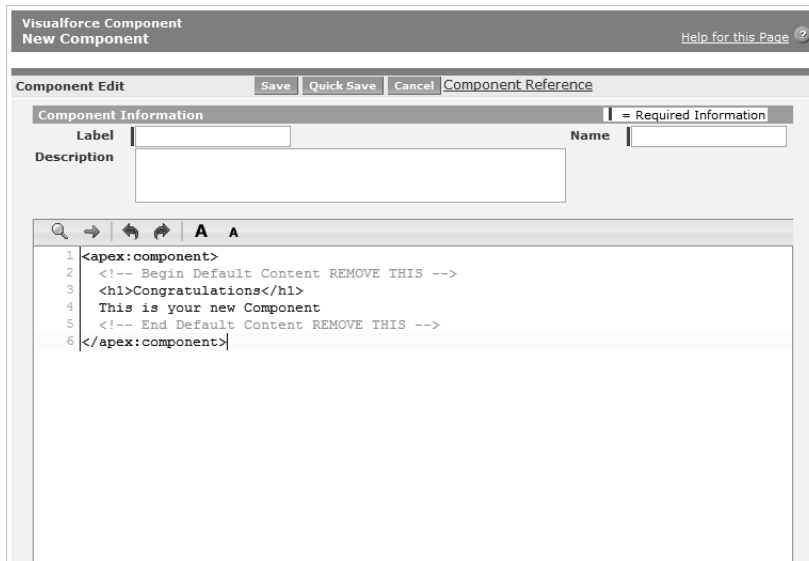 Visualforce Component
New Component
Help for this Page ?
Component Edit Save Quick Save Cancel Component Reference
Component Information = Required Information
Label Name
Description
A A
1 <apex:component>
2 <!-- Begin Default Content REMOVE THIS -->
3 <h1>Congratulations</h1>
4 This is your new Component
5 <!-- End Default Content REMOVE THIS -->
6 </apex:component>